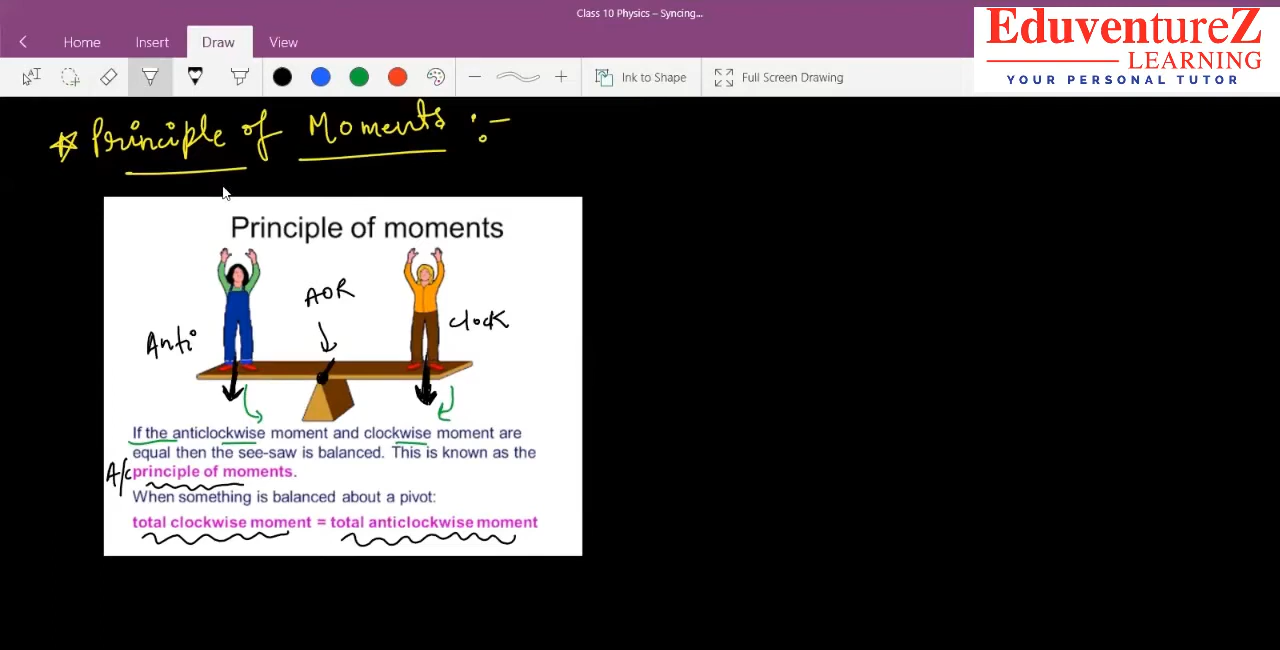 Class 10 Physics – Syncing...
EduventureZ
LEARNING
YOUR PERSONAL TUTOR
Home Insert Draw View
Ink to Shape Full Screen Drawing
Principle of Moments :-
Principle of moments
AOR
Anti
clock
If the anticlockwise moment and clockwise moment are
equal then the see-saw is balanced. This is known as the
A/c principle of moments.
When something is balanced about a pivot:
total clockwise moment = total anticlockwise moment